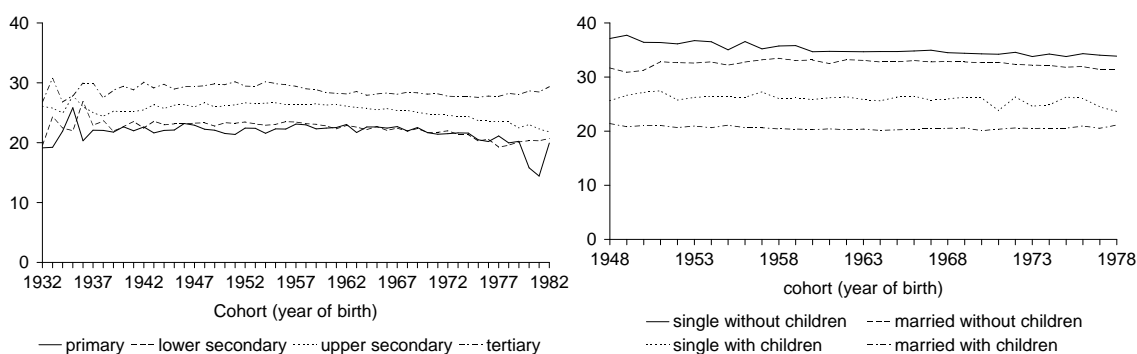 40
30
20
10
0
1932 1937 1942 1947 1952 1957 1962 1967 1972 1977 1982
Cohort (year of birth)
primary lower secondary upper secondary tertiary
40
30
20
10
0
1948 1953 1958 1963 1968 1973 1978
cohort (year of birth)
single without children married without children
single with children married with children